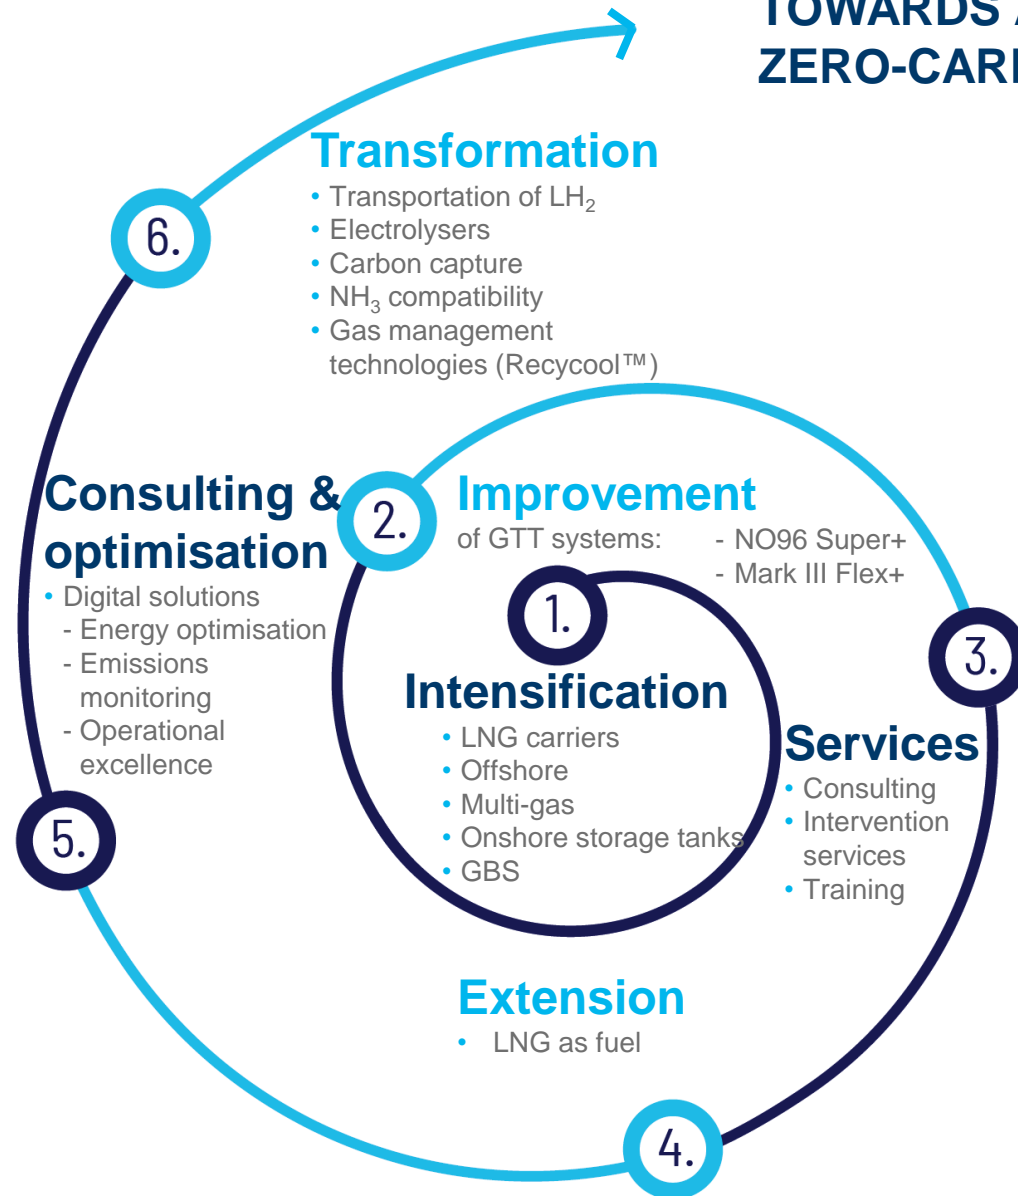 TOWARDS A
ZERO-CAR
Transformation
• Transportation of LH₂
• Electrolysers
• Carbon capture
• NH₃ compatibility
• Gas management
technologies (Recycool™)
6.
Consulting &
optimisation
• Digital solutions
- Energy optimisation
- Emissions
monitoring
- Operational
excellence
2.
Improvement
of GTT systems:
- NO96 Super+
- Mark III Flex+
1.
Intensification
• LNG carriers
• Offshore
• Multi-gas
• Onshore storage tanks
• GBS
3.
Services
• Consulting
• Intervention
services
• Training
5.
Extension
• LNG as fuel
4.